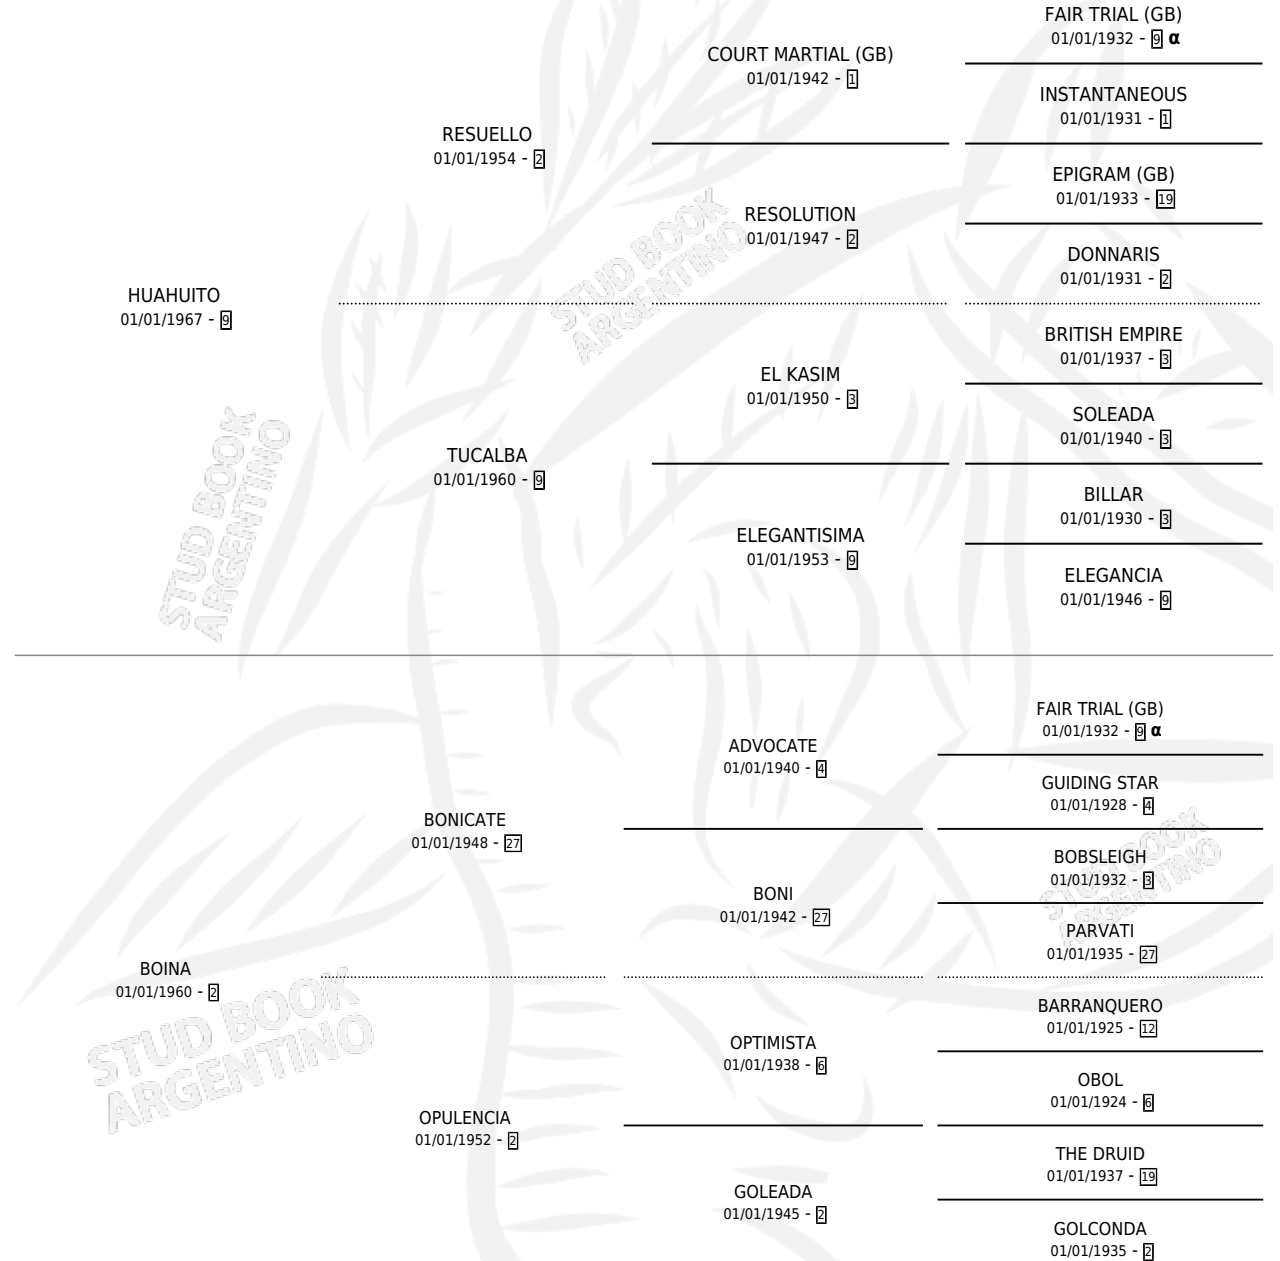 FAIR TRIAL (GB)
01/01/1932 - 9 α
COURT MARTIAL (GB)
01/01/1942 - 1
INSTANTANEOUS
01/01/1931 - 1
RESUELLO
01/01/1954 - 2
EPIGRAM (GB)
01/01/1933 - 19
RESOLUTION
01/01/1947 - 2
DONNARIS
01/01/1931 - 2
HUAHUITO
01/01/1967 - 9
BRITISH EMPIRE
01/01/1937 - 3
EL KASIM
01/01/1950 - 3
SOLEADA
01/01/1940 - 3
TUCALBA
01/01/1960 - 9
BILLAR
01/01/1930 - 3
ELEGANTISIMA
01/01/1953 - 9
ELEGANCIA
01/01/1946 - 9
FAIR TRIAL (GB)
01/01/1932 - 9 α
ADVOCATE
01/01/1940 - 4
GUIDING STAR
01/01/1928 - 4
BONICATE
01/01/1948 - 27
BOBSLEIGH
01/01/1932 - 3
BONI
01/01/1942 - 27
PARVATI
01/01/1935 - 27
BOINA
01/01/1960 - 2
BARRANQUERO
01/01/1925 - 12
OPTIMISTA
01/01/1938 - 6
OBOL
01/01/1924 - 6
OPULENCIA
01/01/1952 - 2
THE DRUID
01/01/1937 - 19
GOLEADA
01/01/1945 - 2
GOLCONDA
01/01/1935 - 2
STUD BOOK
ARGENTINO
STUD BOOK
ARGENTINO
STUD BOOK
ARGENTINO
STUD BOOK
ARGENTINO